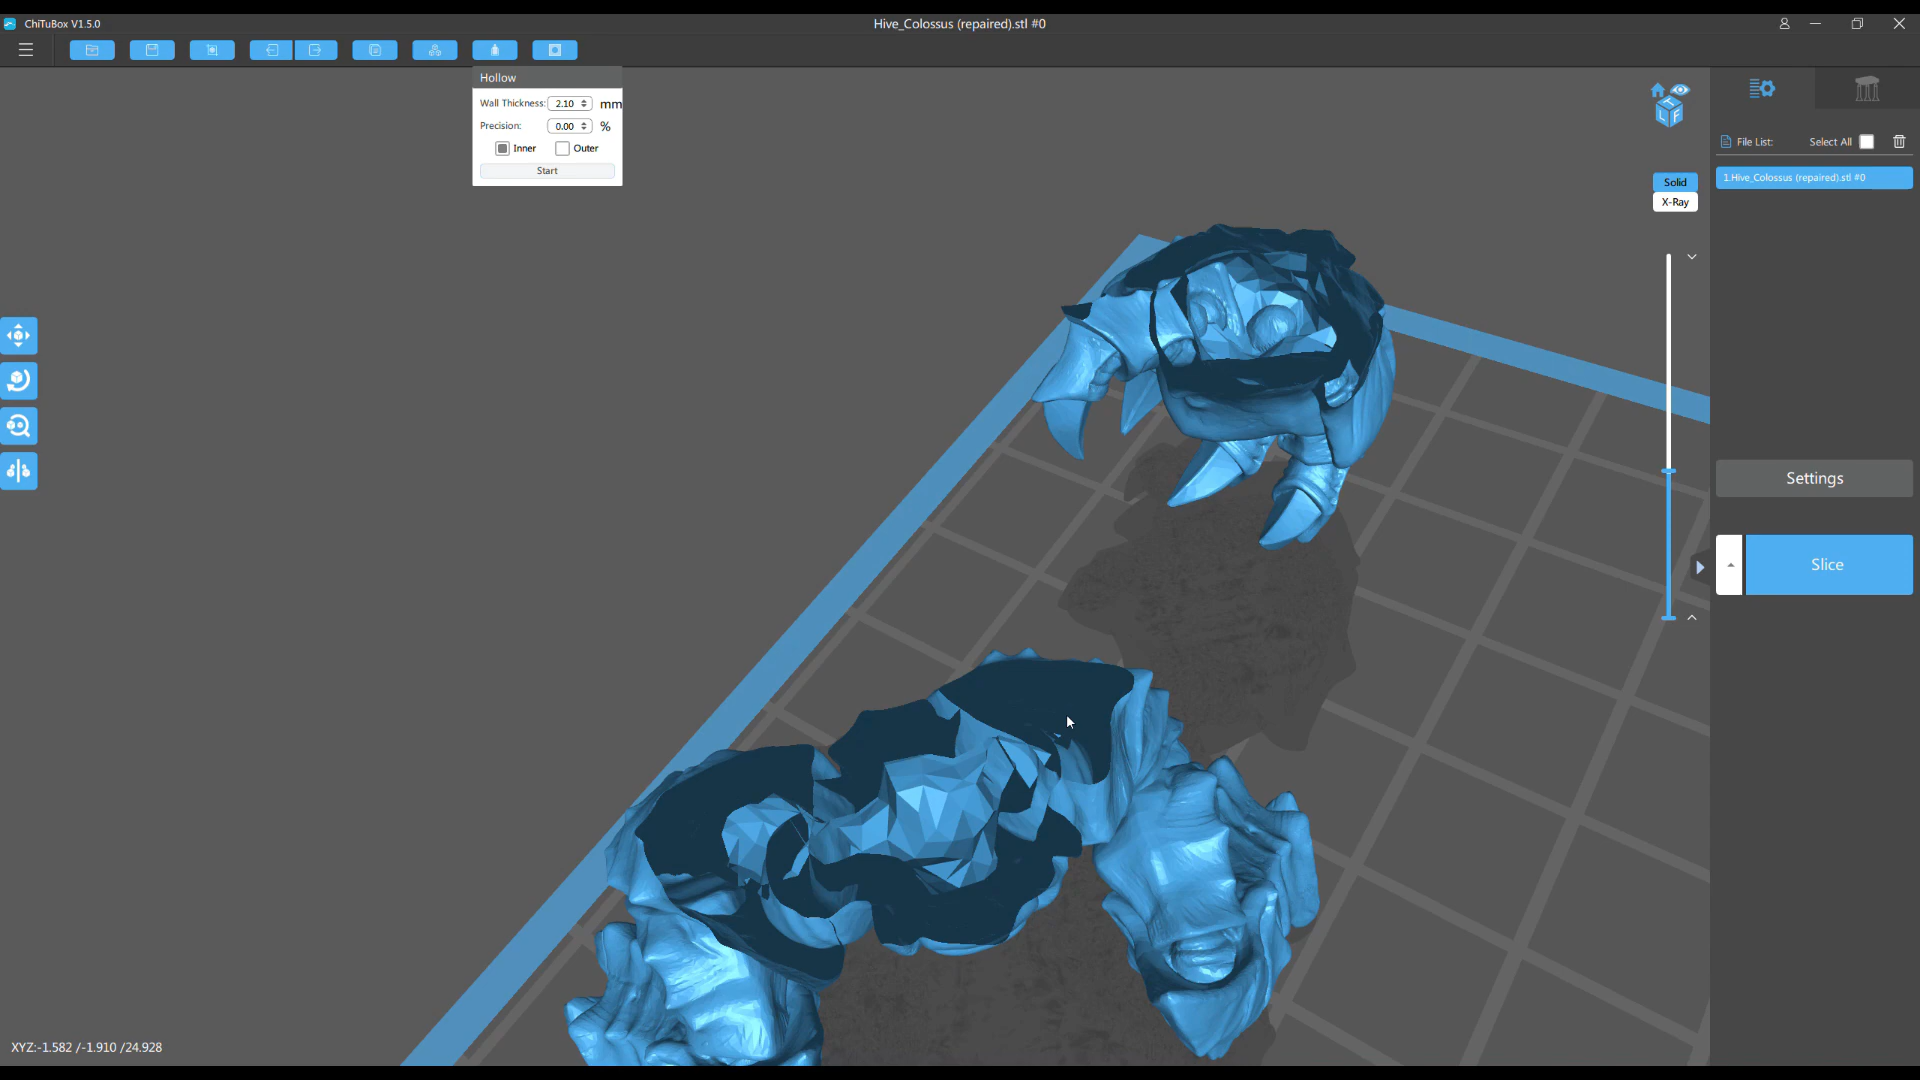 ChiTuBox V1.5.0
Hive_Colossus (repaired).stl #0
Hollow
Wall Thickness: 2.10 mm
Precision: 0.00 %
Inner Outer
Start
T
L F
Solid
X-Ray
File List: Select All
1.Hive_Colossus (repaired).stl #0
Settings
Slice
XYZ:-1.582 /-1.910 /24.928